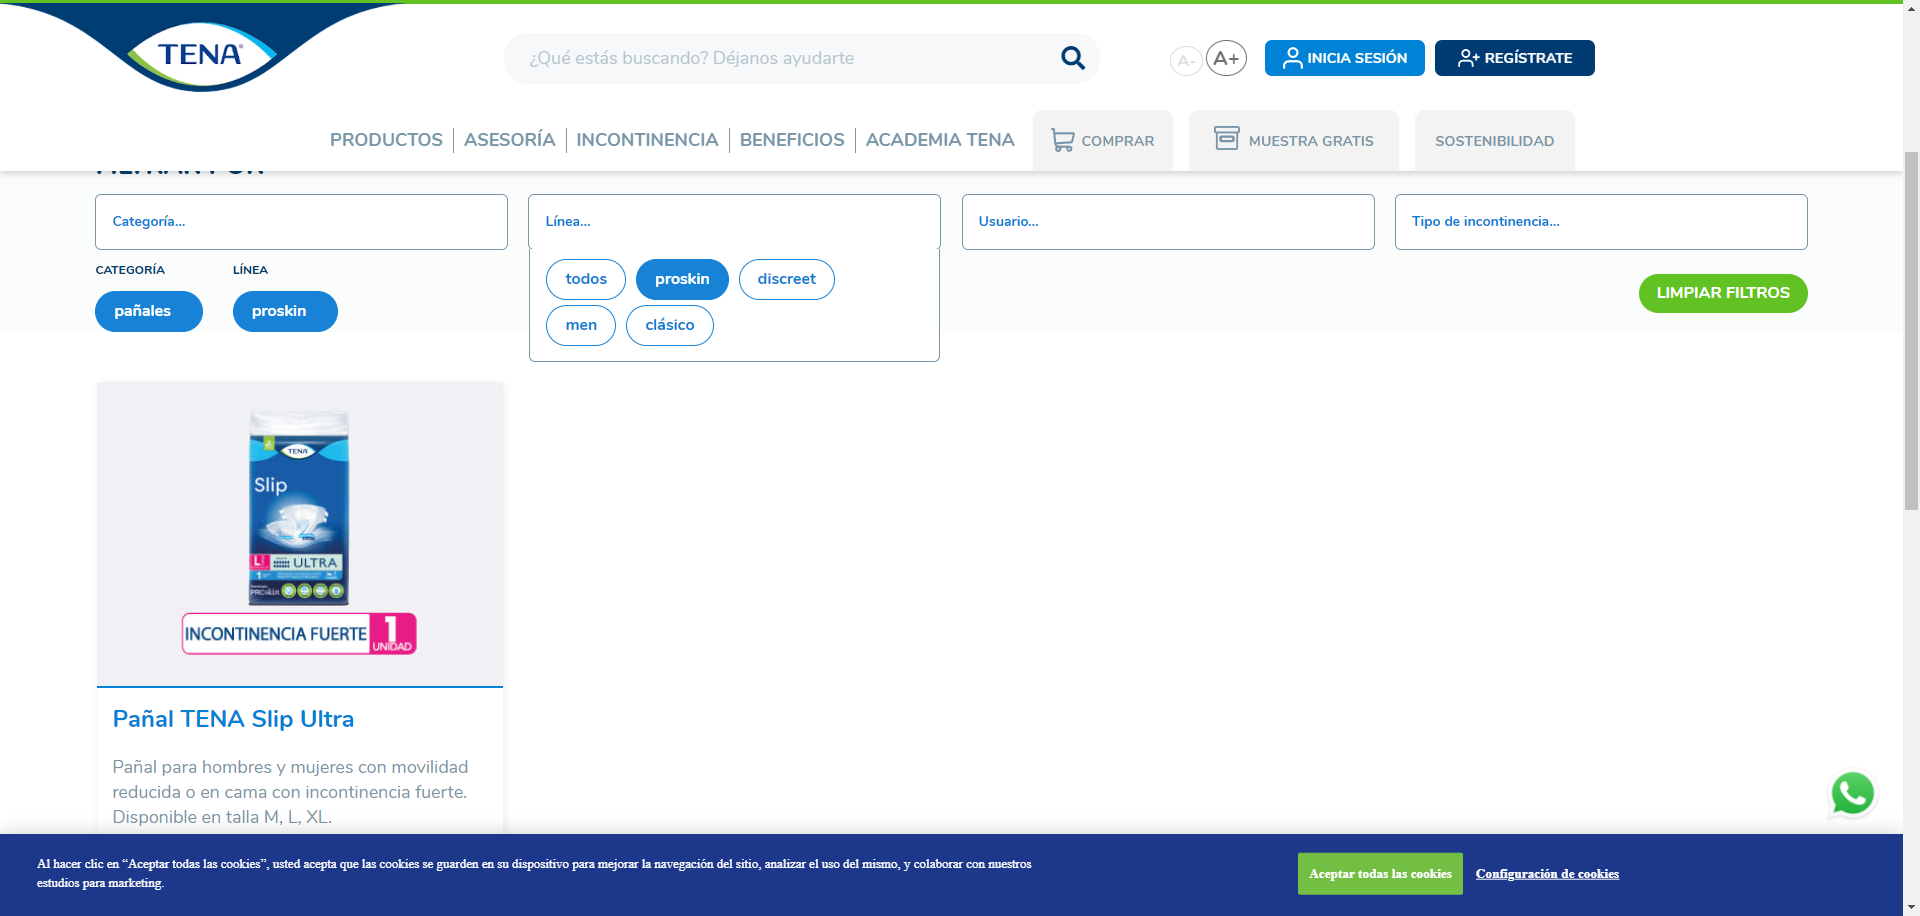 TENA
¿Qué estás buscando? Déjanos ayudarte
A-
A+
INICIA SESIÓN
REGÍSTRATE
PRODUCTOS
ASESORÍA
INCONTINENCIA
BENEFICIOS
ACADEMIA TENA
COMPRAR
MUESTRA GRATIS
SOSTENIBILIDAD
FILTRAR POR
Categoría...
Línea...
Usuario...
Tipo de incontinencia...
CATEGORÍA
LÍNEA
pañales
proskin
todos
proskin
discreet
men
clásico
LIMPIAR FILTROS
TENA
Slip
L
ULTRA
1
PROskin
INCONTINENCIA FUERTE
1
UNIDAD
Pañal TENA Slip Ultra
Pañal para hombres y mujeres con movilidad
reducida o en cama con incontinencia fuerte.
Disponible en talla M, L, XL.
Al hacer clic en “Aceptar todas las cookies”, usted acepta que las cookies se guarden en su dispositivo para mejorar la navegación del sitio, analizar el uso del mismo, y colaborar con nuestros
estudios para marketing.
Aceptar todas las cookies
Configuración de cookies